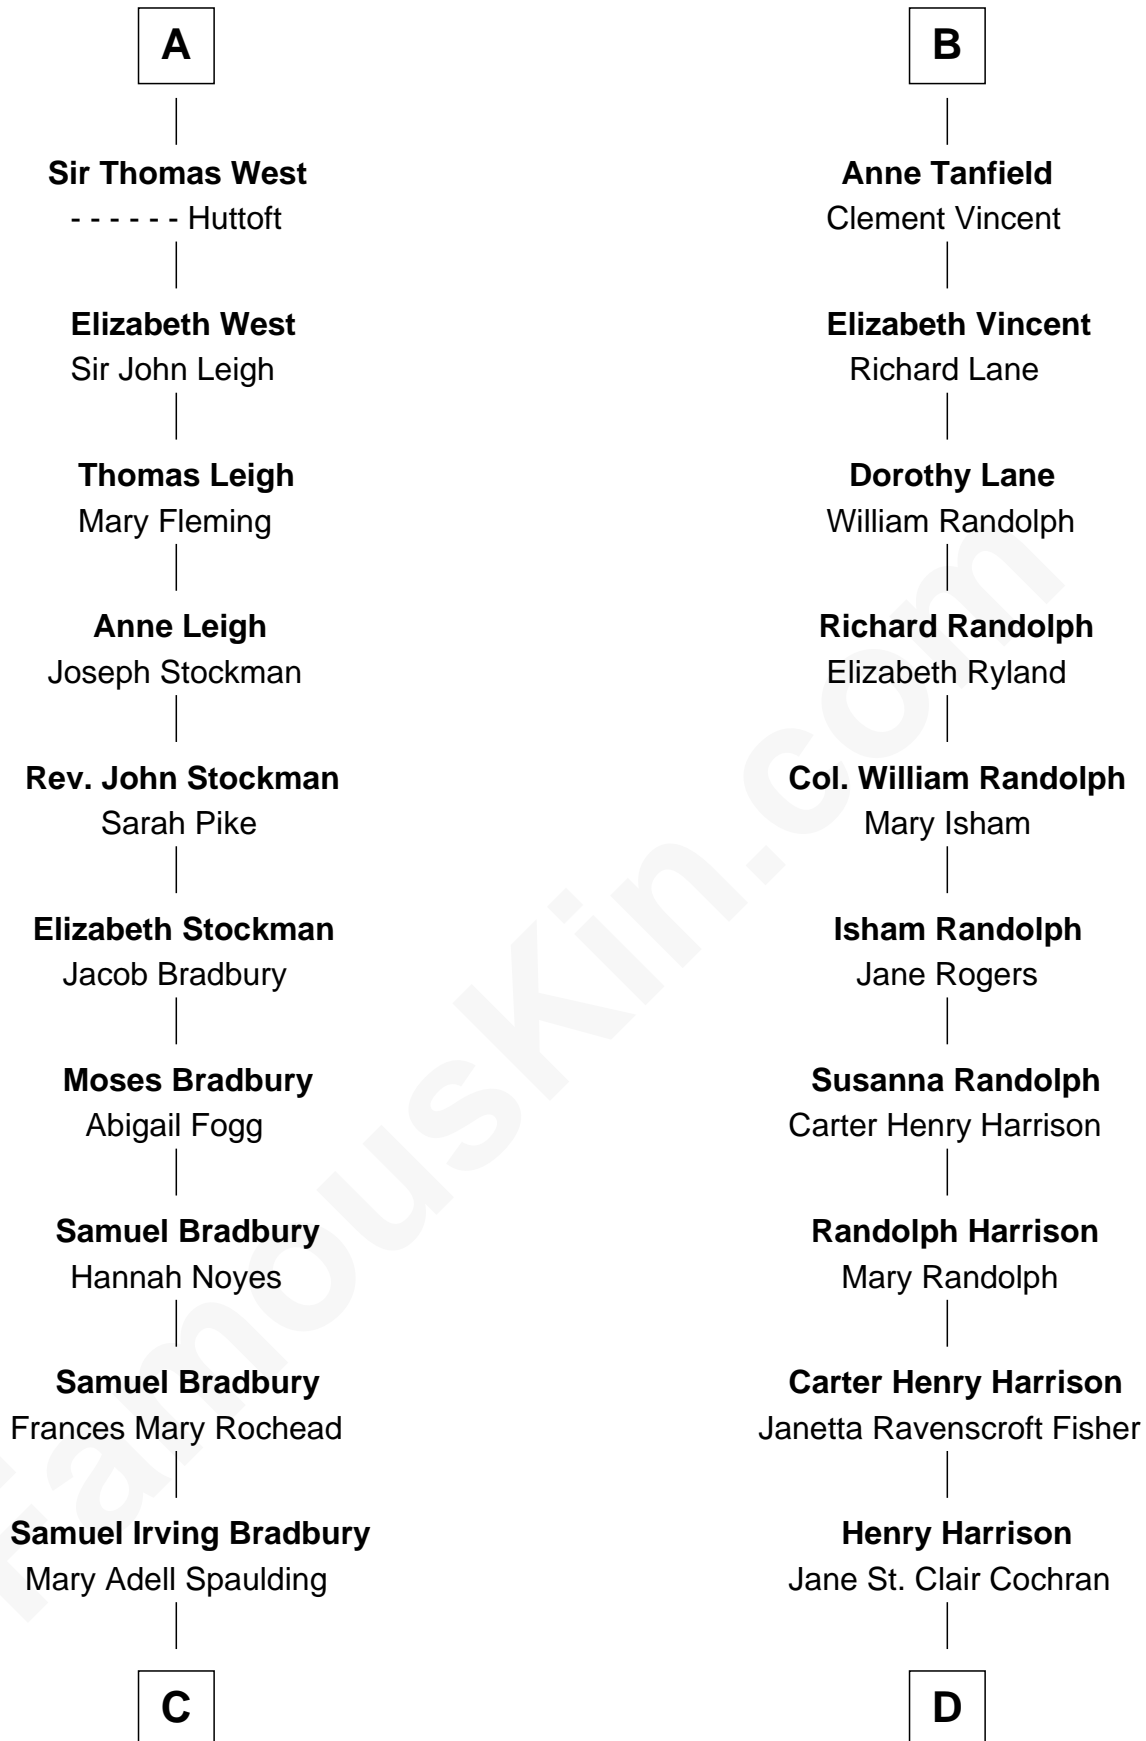 A
Sir Thomas West
- - - - - - Huttoft
Elizabeth West
Sir John Leigh
Thomas Leigh
Mary Fleming
Anne Leigh
Joseph Stockman
Rev. John Stockman
Sarah Pike
Elizabeth Stockman
Jacob Bradbury
Moses Bradbury
Abigail Fogg
Samuel Bradbury
Hannah Noyes
Samuel Bradbury
Frances Mary Rochead
Samuel Irving Bradbury
Mary Adell Spaulding
C
B
Anne Tanfield
Clement Vincent
Elizabeth Vincent
Richard Lane
Dorothy Lane
William Randolph
Richard Randolph
Elizabeth Ryland
Col. William Randolph
Mary Isham
Isham Randolph
Jane Rogers
Susanna Randolph
Carter Henry Harrison
Randolph Harrison
Mary Randolph
Carter Henry Harrison
Janetta Ravenscroft Fisher
Henry Harrison
Jane St. Clair Cochran
D
FamousKin.com